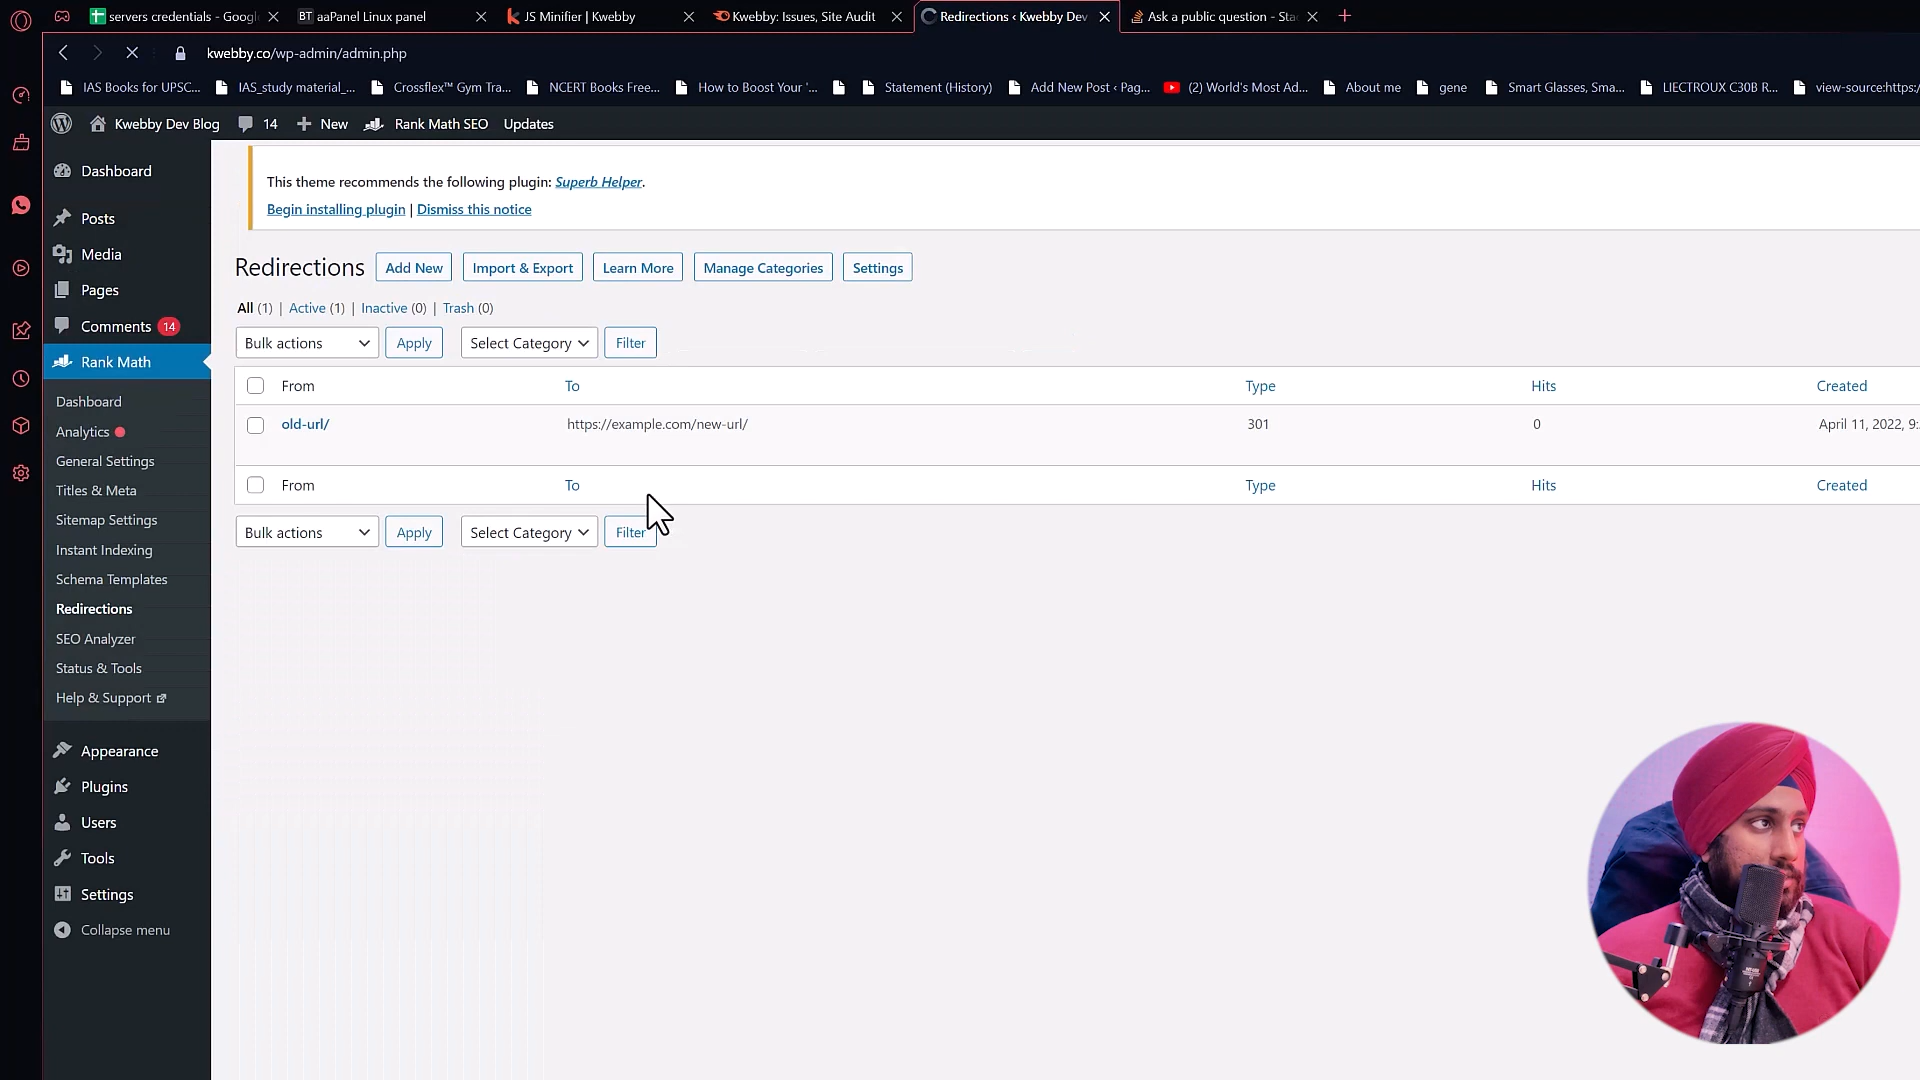 servers credentials - Googl
BT aaPanel Linux panel
JS Minifier | Kwebby
Kwebby: Issues, Site Audit
Redirections ‹ Kwebby Dev
Ask a public question - Sta
kwebby.co/wp-admin/admin.php
IAS Books for UPSC...
IAS_study material_...
Crossflex™ Gym Tra...
NCERT Books Free...
How to Boost Your '...
Statement (History)
Add New Post ‹ Pag...
(2) World's Most Ad...
About me
gene
Smart Glasses, Sma...
LIECTROUX C30B R...
view-source:https:/
Kwebby Dev Blog
14
New
Rank Math SEO
Updates
Dashboard
Posts
Media
Pages
Comments 14
Rank Math
Dashboard
Analytics
General Settings
Titles & Meta
Sitemap Settings
Instant Indexing
Schema Templates
Redirections
SEO Analyzer
Status & Tools
Help & Support
Appearance
Plugins
Users
Tools
Settings
Collapse menu
This theme recommends the following plugin: Superb Helper.
Begin installing plugin | Dismiss this notice
Redirections Add New Import & Export Learn More Manage Categories Settings
All (1) | Active (1) | Inactive (0) | Trash (0)
Bulk actions Apply Select Category Filter
From To Type Hits Created
old-url/ https://example.com/new-url/ 301 0 April 11, 2022, 9:
From To Type Hits Created
Bulk actions Apply Select Category Filter